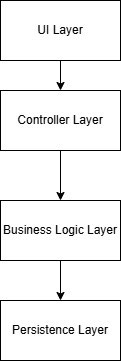 UI Layer
Controller Layer
Business Logic Layer
Persistence Layer